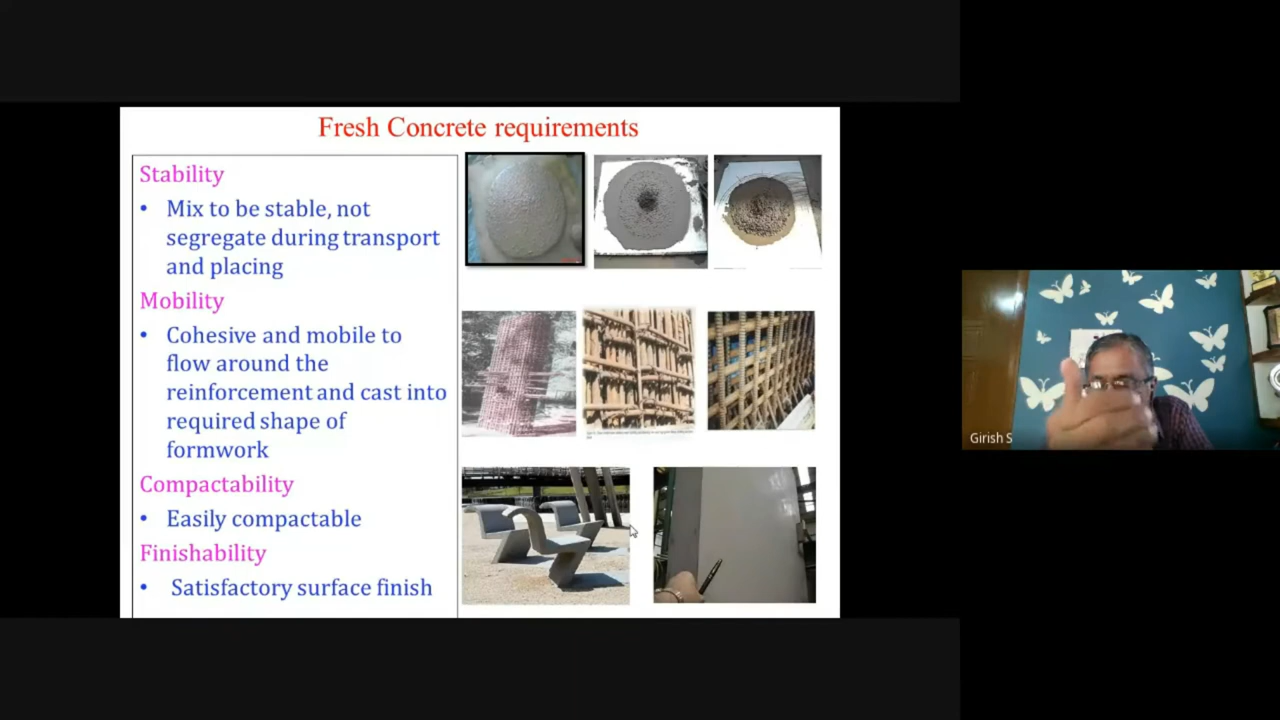 Fresh Concrete requirements
Stability
• Mix to be stable, not
segregate during transport
and placing
Mobility
• Cohesive and mobile to
flow around the
reinforcement and cast into
required shape of
formwork
Compactability
• Easily compactable
Finishability
• Satisfactory surface finish
Girish S